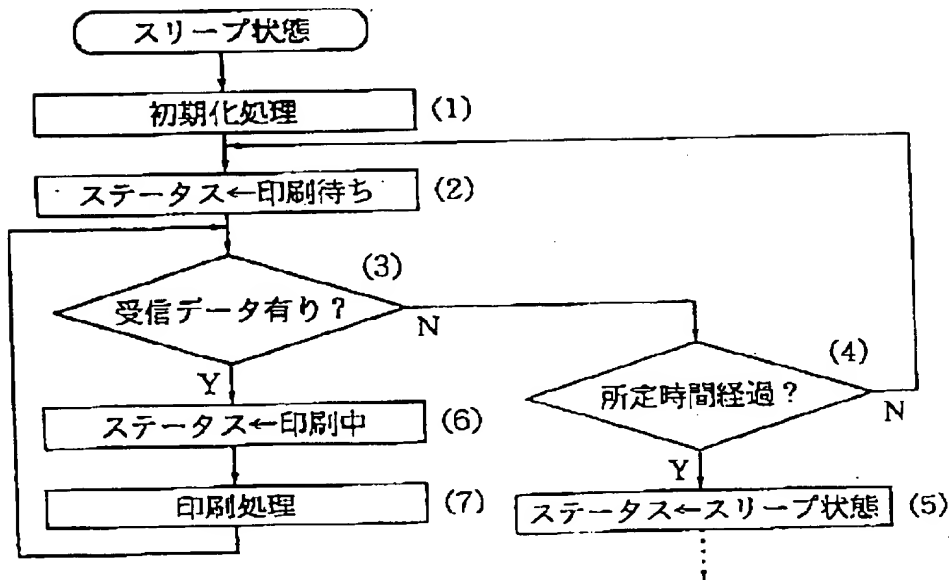 スリープ状態
初期化処理 (1)
ステータス←印刷待ち (2)
(3)
受信データ有り?
N
Y
(4)
所定時間経過?
N
Y
ステータス←印刷中 (6)
印刷処理 (7)
ステータス←スリープ状態 (5)